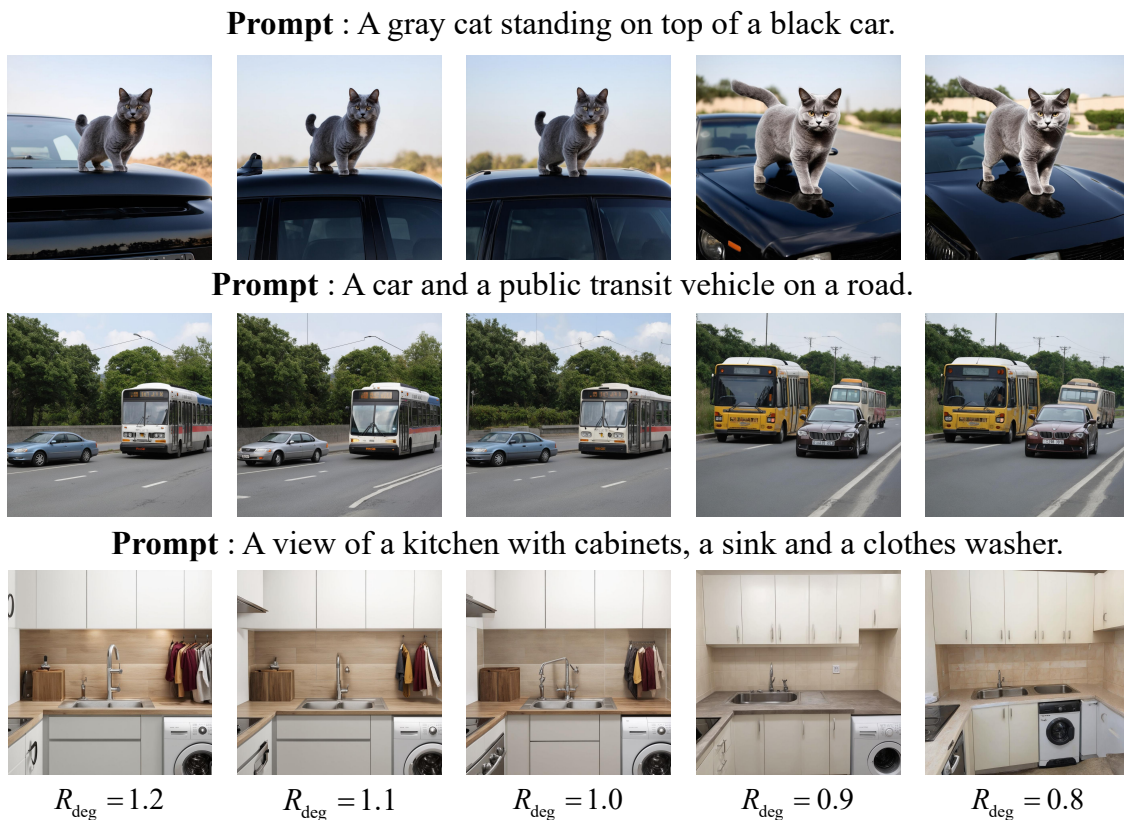 Prompt : A gray cat standing on top of a black car.
Prompt : A car and a public transit vehicle on a road.
Prompt : A view of a kitchen with cabinets, a sink and a clothes washer.
R_deg = 1.2 R_deg = 1.1 R_deg = 1.0 R_deg = 0.9 R_deg = 0.8